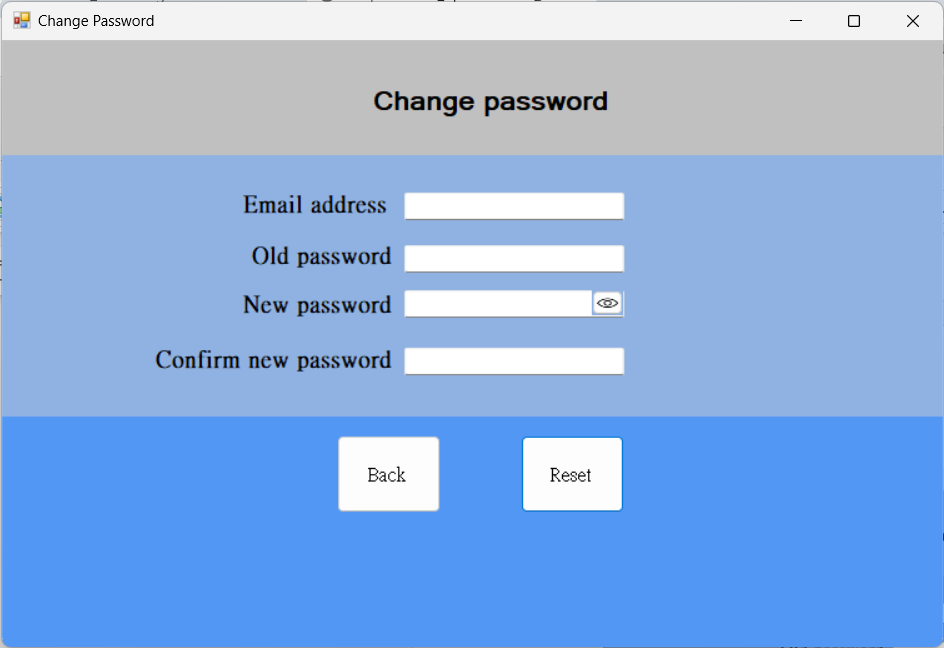 Change Password
Change password
Email address
Old password
New password
Confirm new password
Back
Reset